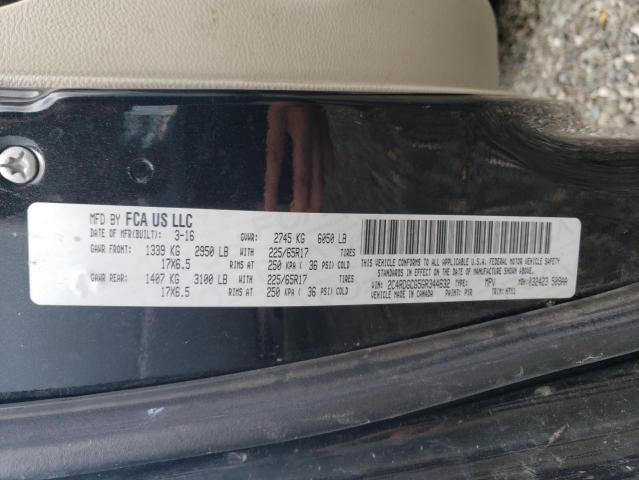 MFD BY FCA US LLC
DATE OF MFR(BUILT): 3-16 GVWR: 2745 KG 6050 LB
GAWR FRONT: 1339 KG 2950 LB WITH 225/65R17 TIRES
17X6.5 RIMS AT 250 KPA ( 36 PSI) COLD
GAWR REAR: 1407 KG 3100 LB WITH 225/65R17 TIRES
17X6.5 RIMS AT 250 KPA ( 36 PSI) COLD
THIS VEHICLE CONFORMS TO ALL APPLICABLE U.S.A. FEDERAL MOTOR VEHICLE SAFETY
STANDARDS IN EFFECT ON THE DATE OF MANUFACTURE SHOWN ABOVE.
VIN: 2C4RDGCG5GR344632 TYPE: MPV MDH: 032423 509AA
VEHICLE MADE IN CANADA PAINT: PXR TRIM: